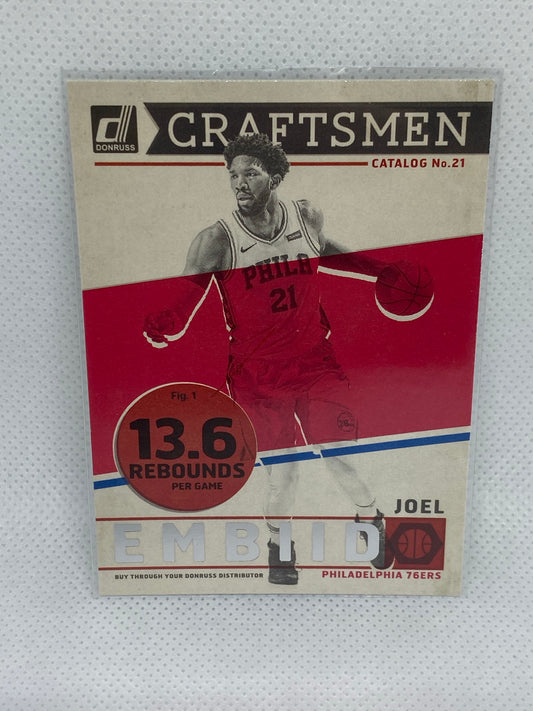 DONRUSS
CRAFTSMEN
CATALOG No.21
PHILA
21
Fig. 1
13.6
REBOUNDS
PER GAME
JOEL
EMBIID
BUY THROUGH YOUR DONRUSS DISTRIBUTOR
PHILADELPHIA 76ERS